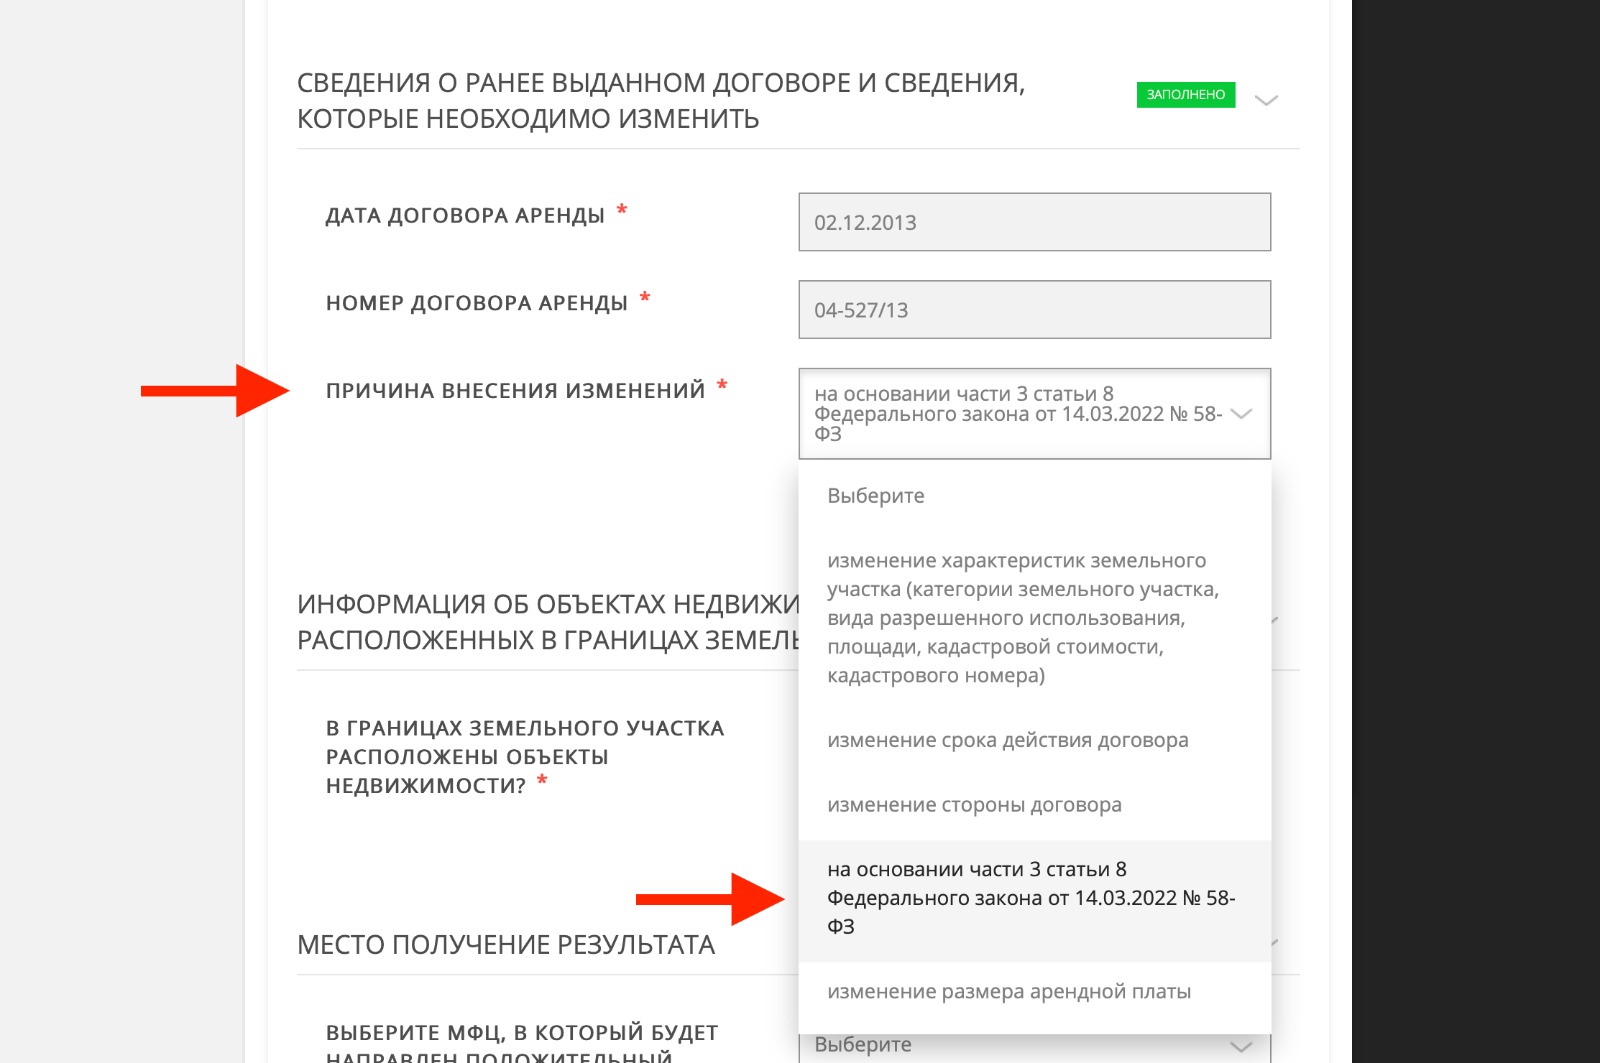 СВЕДЕНИЯ О РАНЕЕ ВЫДАННОМ ДОГОВОРЕ И СВЕДЕНИЯ,
КОТОРЫЕ НЕОБХОДИМО ИЗМЕНИТЬ
ЗАПОЛНЕНО
ДАТА ДОГОВОРА АРЕНДЫ *
02.12.2013
НОМЕР ДОГОВОРА АРЕНДЫ *
04-527/13
ПРИЧИНА ВНЕСЕНИЯ ИЗМЕНЕНИЙ *
на основании части 3 статьи 8
Федерального закона от 14.03.2022 № 58-
ФЗ
Выберите
изменение характеристик земельного
участка (категории земельного участка,
вида разрешенного использования,
площади, кадастровой стоимости,
кадастрового номера)
изменение срока действия договора
изменение стороны договора
на основании части 3 статьи 8
Федерального закона от 14.03.2022 № 58-
ФЗ
изменение размера арендной платы
ИНФОРМАЦИЯ ОБ ОБЪЕКТАХ НЕДВИЖИ
РАСПОЛОЖЕННЫХ В ГРАНИЦАХ ЗЕМЕЛЬ
В ГРАНИЦАХ ЗЕМЕЛЬНОГО УЧАСТКА
РАСПОЛОЖЕНЫ ОБЪЕКТЫ
НЕДВИЖИМОСТИ? *
МЕСТО ПОЛУЧЕНИЕ РЕЗУЛЬТАТА
ВЫБЕРИТЕ МФЦ, В КОТОРЫЙ БУДЕТ
НАПРАВЛЕН ПОЛОЖИТЕЛЬНЫЙ
Выберите